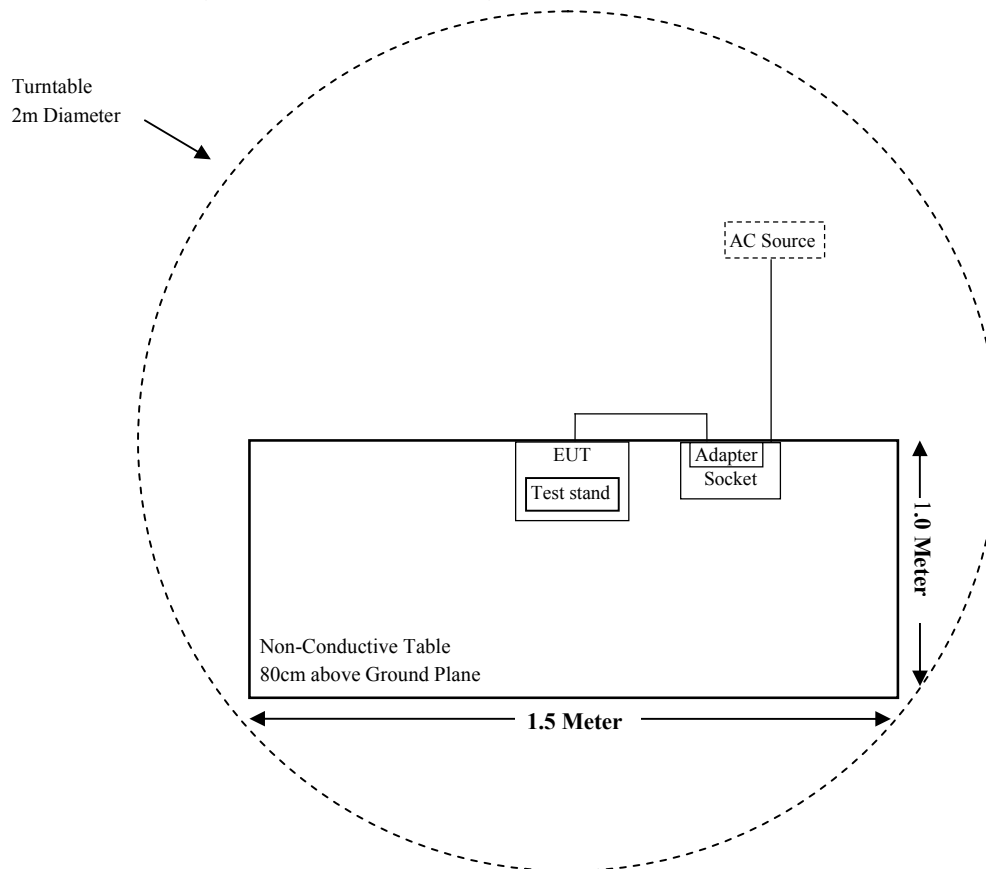 Turntable
2m Diameter
AC Source
EUT
Test stand
Adapter
Socket
1.0 Meter
Non-Conductive Table
80cm above Ground Plane
1.5 Meter